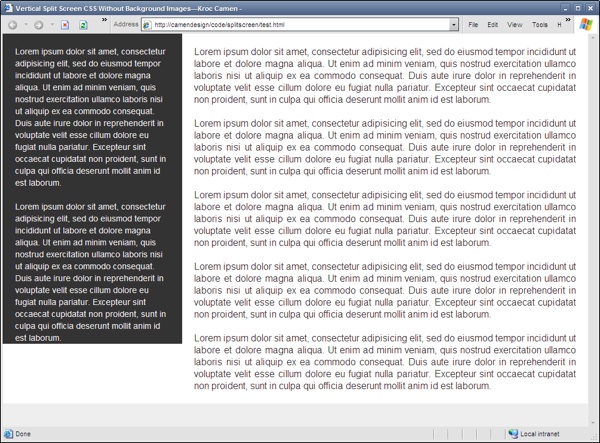 Vertical Split Screen CSS Without Background Images—Kroc Camen -
Address http://camendesign/code/splitscreen/test.html File Edit View Tools H
Lorem ipsum dolor sit amet, consectetur
adipisicing elit, sed do eiusmod tempor
incididunt ut labore et dolore magna
aliqua. Ut enim ad minim veniam, quis
nostrud exercitation ullamco laboris nisi
ut aliquip ex ea commodo consequat.
Duis aute irure dolor in reprehenderit in
voluptate velit esse cillum dolore eu
fugiat nulla pariatur. Excepteur sint
occaecat cupidatat non proident, sunt in
culpa qui officia deserunt mollit anim id
est laborum.
Lorem ipsum dolor sit amet, consectetur
adipisicing elit, sed do eiusmod tempor
incididunt ut labore et dolore magna
aliqua. Ut enim ad minim veniam, quis
nostrud exercitation ullamco laboris nisi
ut aliquip ex ea commodo consequat.
Duis aute irure dolor in reprehenderit in
voluptate velit esse cillum dolore eu
fugiat nulla pariatur. Excepteur sint
occaecat cupidatat non proident, sunt in
culpa qui officia deserunt mollit anim id
est laborum.
Lorem ipsum dolor sit amet, consectetur adipisicing elit, sed do eiusmod tempor incididunt ut
labore et dolore magna aliqua. Ut enim ad minim veniam, quis nostrud exercitation ullamco
laboris nisi ut aliquip ex ea commodo consequat. Duis aute irure dolor in reprehenderit in
voluptate velit esse cillum dolore eu fugiat nulla pariatur. Excepteur sint occaecat cupidatat
non proident, sunt in culpa qui officia deserunt mollit anim id est laborum.
Lorem ipsum dolor sit amet, consectetur adipisicing elit, sed do eiusmod tempor incididunt ut
labore et dolore magna aliqua. Ut enim ad minim veniam, quis nostrud exercitation ullamco
laboris nisi ut aliquip ex ea commodo consequat. Duis aute irure dolor in reprehenderit in
voluptate velit esse cillum dolore eu fugiat nulla pariatur. Excepteur sint occaecat cupidatat
non proident, sunt in culpa qui officia deserunt mollit anim id est laborum.
Lorem ipsum dolor sit amet, consectetur adipisicing elit, sed do eiusmod tempor incididunt ut
labore et dolore magna aliqua. Ut enim ad minim veniam, quis nostrud exercitation ullamco
laboris nisi ut aliquip ex ea commodo consequat. Duis aute irure dolor in reprehenderit in
voluptate velit esse cillum dolore eu fugiat nulla pariatur. Excepteur sint occaecat cupidatat
non proident, sunt in culpa qui officia deserunt mollit anim id est laborum.
Lorem ipsum dolor sit amet, consectetur adipisicing elit, sed do eiusmod tempor incididunt ut
labore et dolore magna aliqua. Ut enim ad minim veniam, quis nostrud exercitation ullamco
laboris nisi ut aliquip ex ea commodo consequat. Duis aute irure dolor in reprehenderit in
voluptate velit esse cillum dolore eu fugiat nulla pariatur. Excepteur sint occaecat cupidatat
non proident, sunt in culpa qui officia deserunt mollit anim id est laborum.
Lorem ipsum dolor sit amet, consectetur adipisicing elit, sed do eiusmod tempor incididunt ut
labore et dolore magna aliqua. Ut enim ad minim veniam, quis nostrud exercitation ullamco
laboris nisi ut aliquip ex ea commodo consequat. Duis aute irure dolor in reprehenderit in
voluptate velit esse cillum dolore eu fugiat nulla pariatur. Excepteur sint occaecat cupidatat
non proident, sunt in culpa qui officia deserunt mollit anim id est laborum.
Done Local intranet